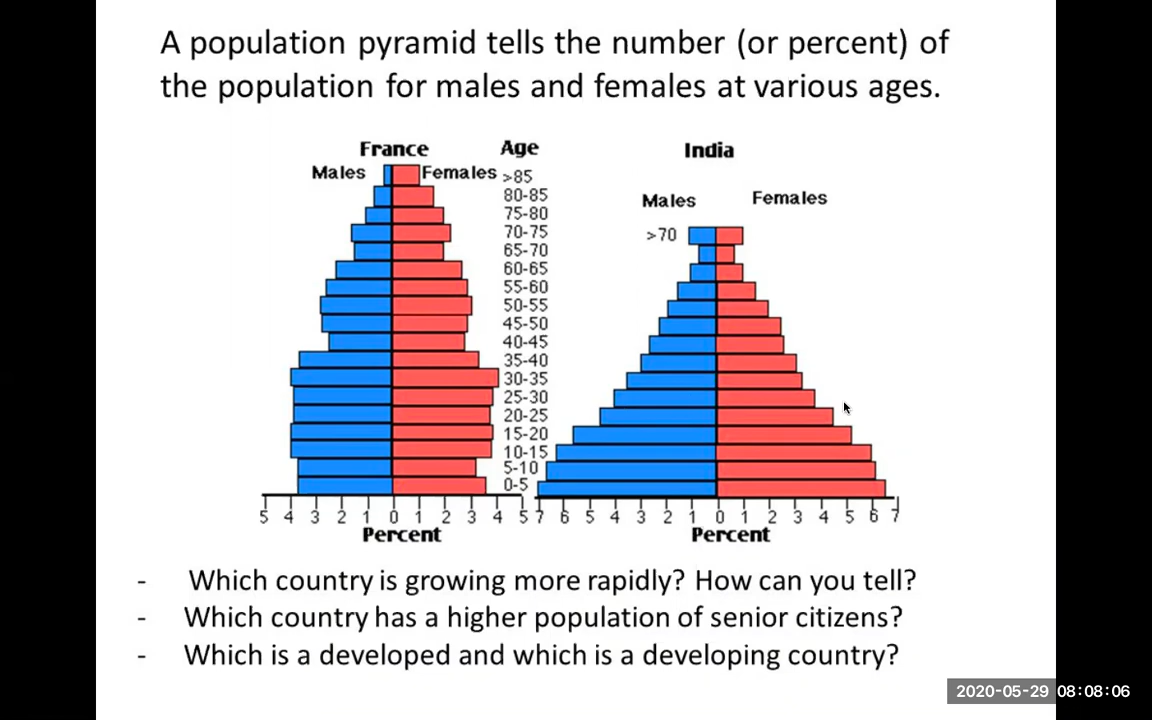 A population pyramid tells the number (or percent) of
the population for males and females at various ages.
France Age India
Males Females >85
80-85
Males Females
75-80
70-75 >70
65-70
60-65
55-60
50-55
45-50
40-45
35-40
30-35
25-30
20-25
15-20
10-15
5-10
0-5
5 4 3 2 1 0 1 2 3 4 5 7 6 5 4 3 2 1 0 1 2 3 4 5 6 7
Percent Percent
- Which country is growing more rapidly? How can you tell?
- Which country has a higher population of senior citizens?
- Which is a developed and which is a developing country?
2020-05-29 08:08:06